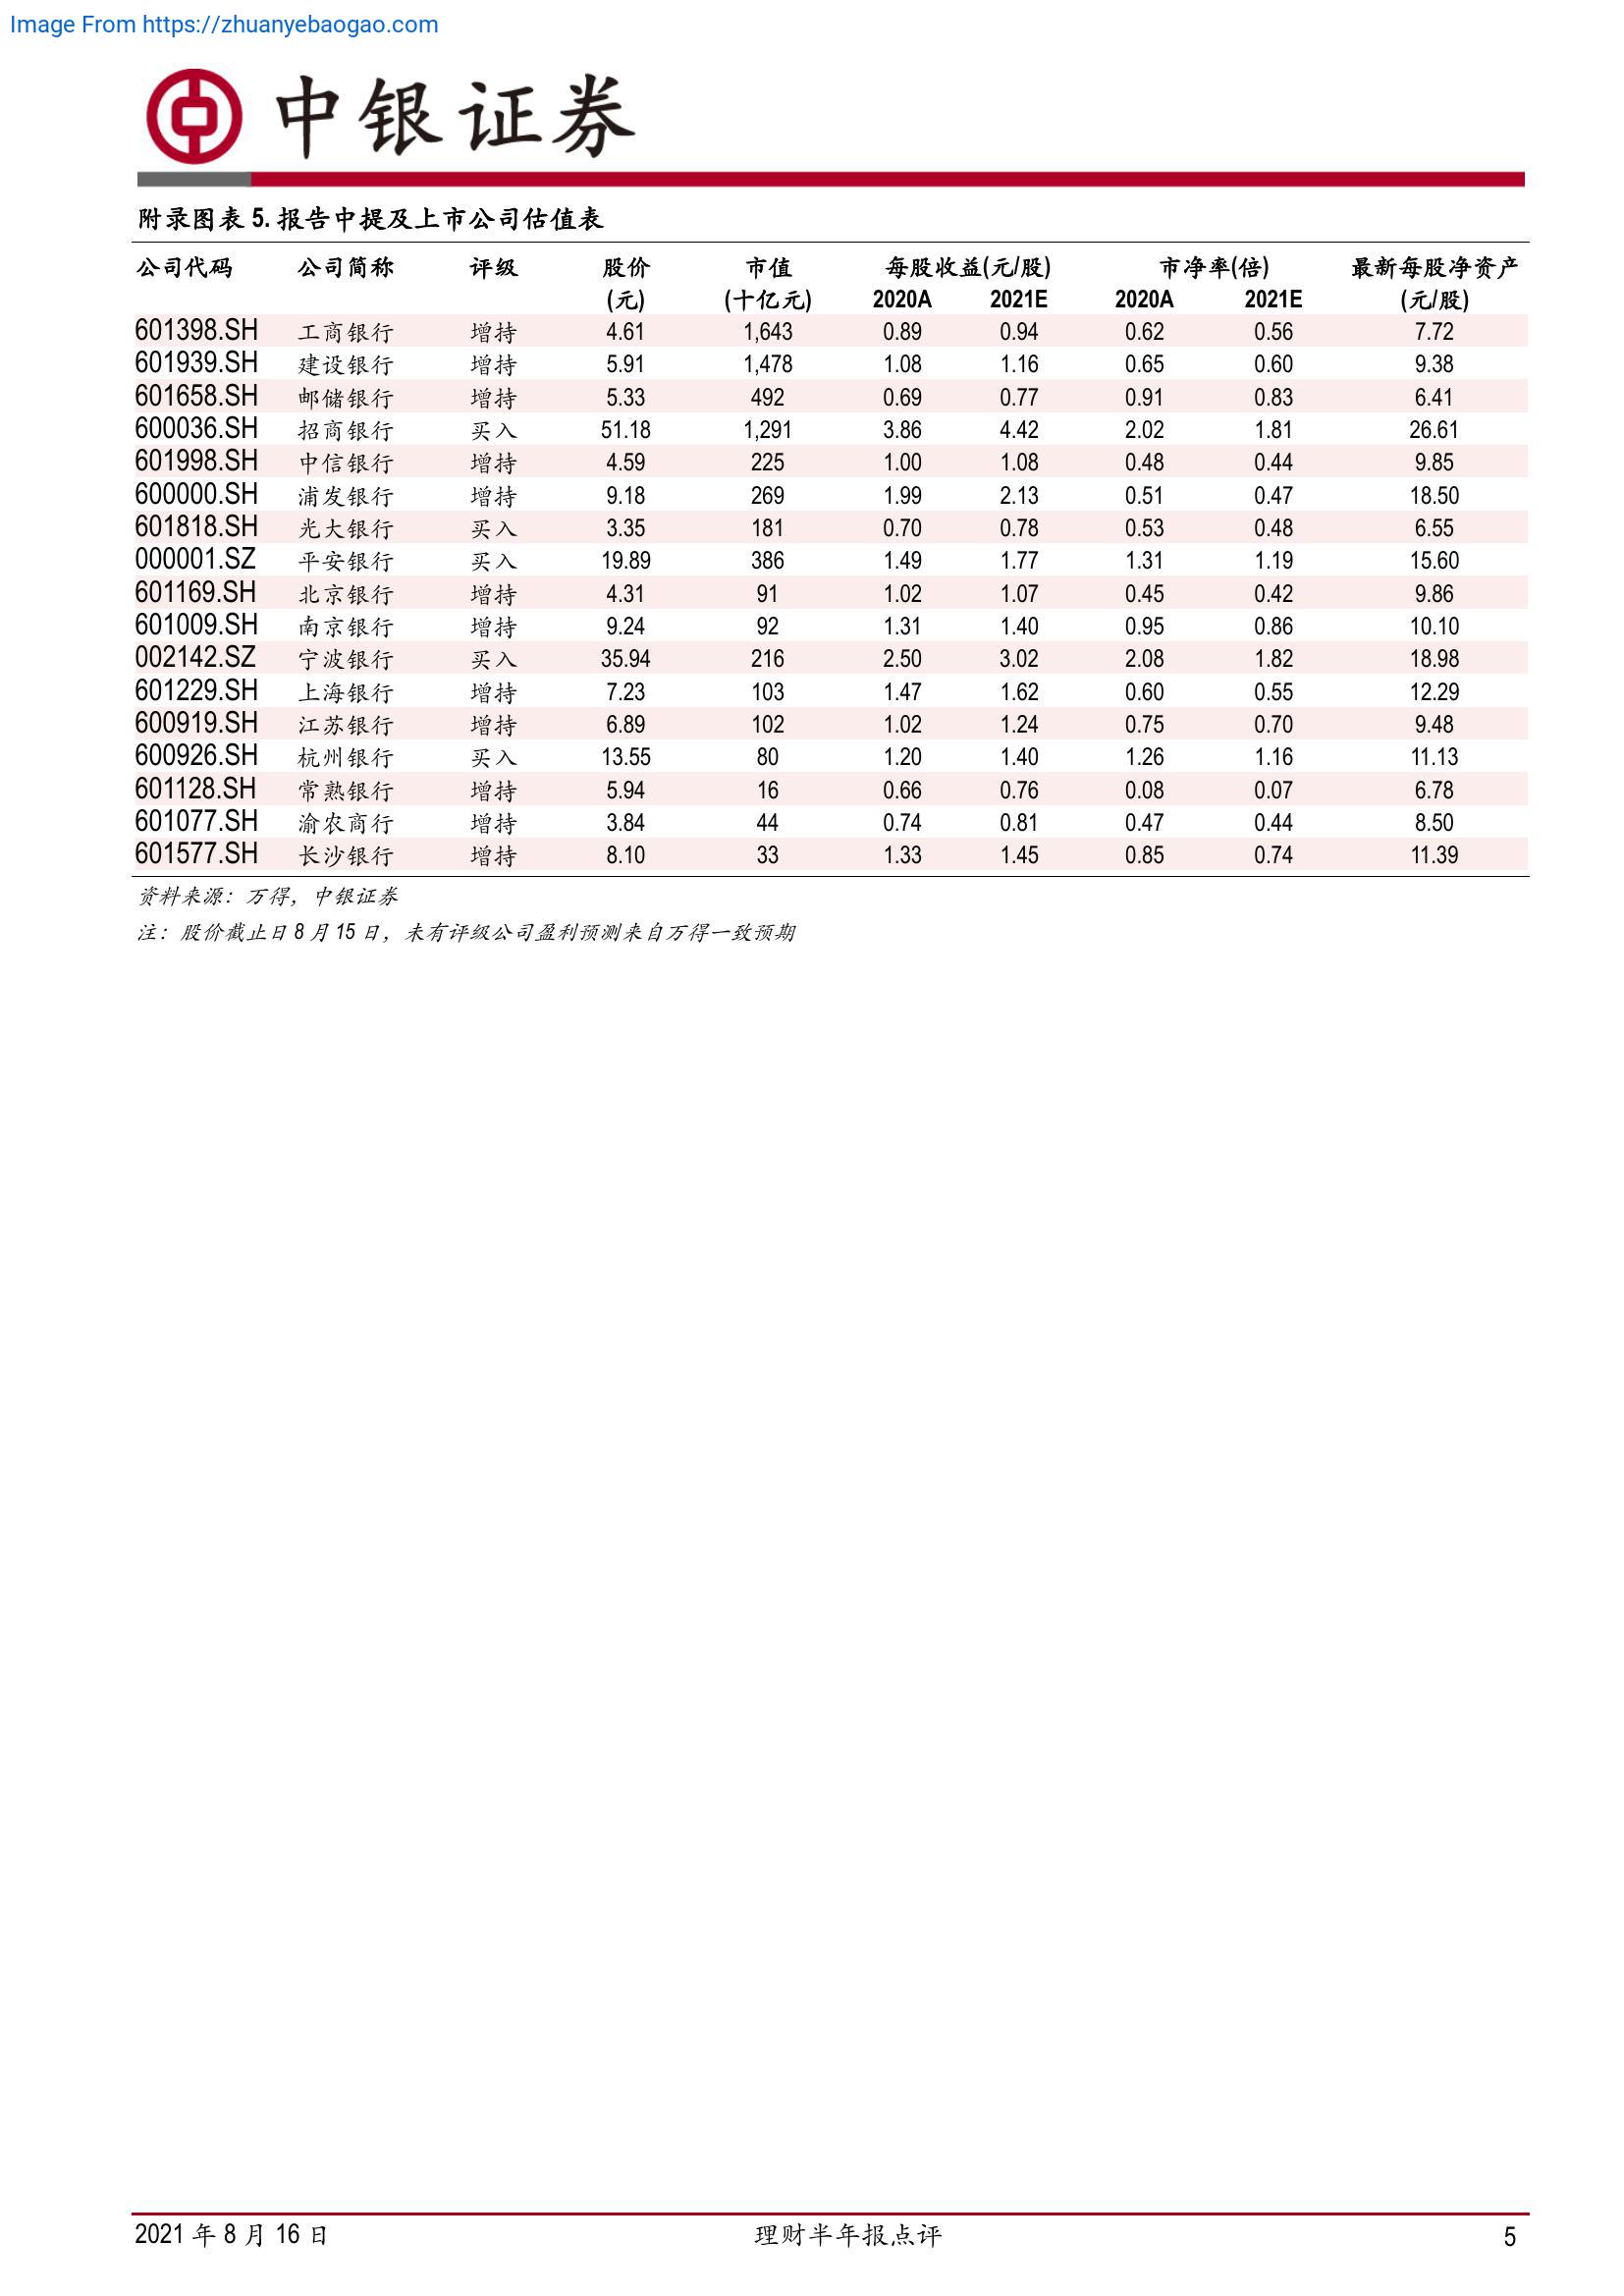 Image From https://zhuanyebaogao.com
中银证券
附录图表 5. 报告中提及上市公司估值表
公司代码 公司简称 评级 股价 市值 每股收益(元/股) 市净率(倍) 最新每股净资产
(元) (十亿元) 2020A 2021E 2020A 2021E (元/股)
601398.SH 工商银行 增持 4.61 1,643 0.89 0.94 0.62 0.56 7.72
601939.SH 建设银行 增持 5.91 1,478 1.08 1.16 0.65 0.60 9.38
601658.SH 邮储银行 增持 5.33 492 0.69 0.77 0.91 0.83 6.41
600036.SH 招商银行 买入 51.18 1,291 3.86 4.42 2.02 1.81 26.61
601998.SH 中信银行 增持 4.59 225 1.00 1.08 0.48 0.44 9.85
600000.SH 浦发银行 增持 9.18 269 1.99 2.13 0.51 0.47 18.50
601818.SH 光大银行 买入 3.35 181 0.70 0.78 0.53 0.48 6.55
000001.SZ 平安银行 买入 19.89 386 1.49 1.77 1.31 1.19 15.60
601169.SH 北京银行 增持 4.31 91 1.02 1.07 0.45 0.42 9.86
601009.SH 南京银行 增持 9.24 92 1.31 1.40 0.95 0.86 10.10
002142.SZ 宁波银行 买入 35.94 216 2.50 3.02 2.08 1.82 18.98
601229.SH 上海银行 增持 7.23 103 1.47 1.62 0.60 0.55 12.29
600919.SH 江苏银行 增持 6.89 102 1.02 1.24 0.75 0.70 9.48
600926.SH 杭州银行 买入 13.55 80 1.20 1.40 1.26 1.16 11.13
601128.SH 常熟银行 增持 5.94 16 0.66 0.76 0.08 0.07 6.78
601077.SH 渝农商行 增持 3.84 44 0.74 0.81 0.47 0.44 8.50
601577.SH 长沙银行 增持 8.10 33 1.33 1.45 0.85 0.74 11.39
资料来源：万得，中银证券
注：股价截止日 8 月 15 日，未有评级公司盈利预测来自万得一致预期
2021 年 8 月 16 日 理财半年报点评 5